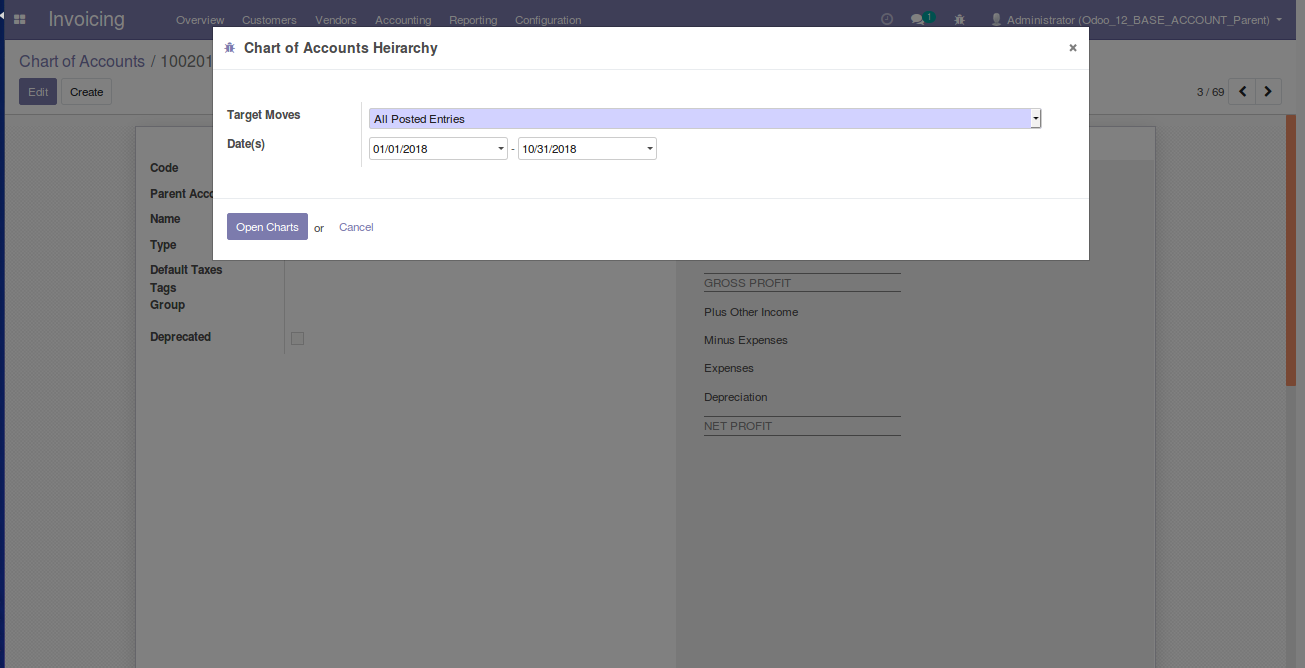 Invoicing Overview Customers Vendors Accounting Reporting Configuration 1 Administrator (Odoo_12_BASE_ACCOUNT_Parent)
Chart of Accounts Heirarchy ×
Chart of Accounts / 100201
Edit Create 3 / 69
Target Moves All Posted Entries
Date(s) 01/01/2018 - 10/31/2018
Code
Parent Acco
Name
Open Charts or Cancel
Type
Default Taxes
Tags
Group
Deprecated
GROSS PROFIT
Plus Other Income
Minus Expenses
Expenses
Depreciation
NET PROFIT